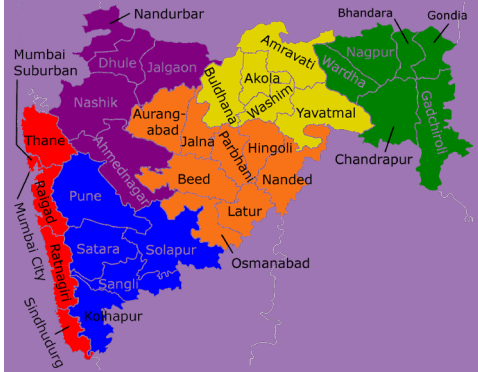 Nandurbar
Bhandara
Gondia
Mumbai
Suburban
Dhule
Jalgaon
Amravati
Nagpur
Wardha
Buldhana
Akola
Washim
Nashik
Aurang-
abad
Yavatmal
Gadchiroli
Thane
Ahmednagar
Jalna
Parbhani
Hingoli
Chandrapur
Raigad
Pune
Beed
Nanded
Mumbai City
Latur
Ratnagiri
Satara
Solapur
Osmanabad
Sangli
Sindhudurg
Kolhapur